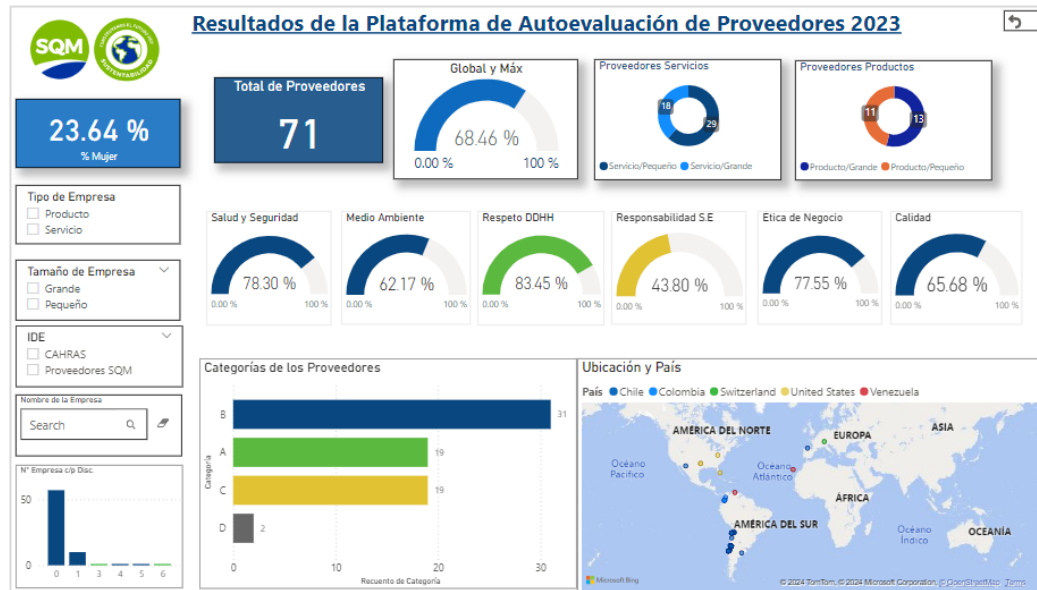 Resultados de la Plataforma de Autoevaluación de Proveedores 2023
SQM
SUSTENTABILIDAD
23.64 %
% Mujer
Total de Proveedores
71
Global y Máx
68.46 %
0.00 %
100 %
Proveedores Servicios
18
29
Servicio/Pequeño
Servicio/Grande
Proveedores Productos
11
13
Producto/Grande
Producto/Pequeño
Tipo de Empresa
Producto
Servicio
Tamaño de Empresa
Grande
Pequeño
IDE
CAHRAS
Proveedores SQM
Nombre de la Empresa
Search
N° Empresa c/p Disc.
50
0
0 1 3 4 5 6
Salud y Seguridad
78.30 %
0.00 %
100 %
Medio Ambiente
62.17 %
0.00 %
100 %
Respeto DDHH
83.45 %
0.00 %
100 %
Responsabilidad S.E
43.80 %
0.00 %
100 %
Etica de Negocio
77.55 %
0.00 %
100 %
Calidad
65.68 %
0.00 %
100 %
Categorías de los Proveedores
Categoría
B 31
A 19
C 19
D 2
0 10 20 30
Recuento de Categoría
Ubicación y País
País Chile Colombia Switzerland United States Venezuela
AMÉRICA DEL NORTE
EUROPA
ASIA
Océano
Pacífico
Océano
Atlántico
ÁFRICA
AMÉRICA DEL SUR
Océano
Índico
OCEANÍA
Microsoft Bing
© 2024 TomTom, © 2024 Microsoft Corporation, © OpenStreetMap Terms